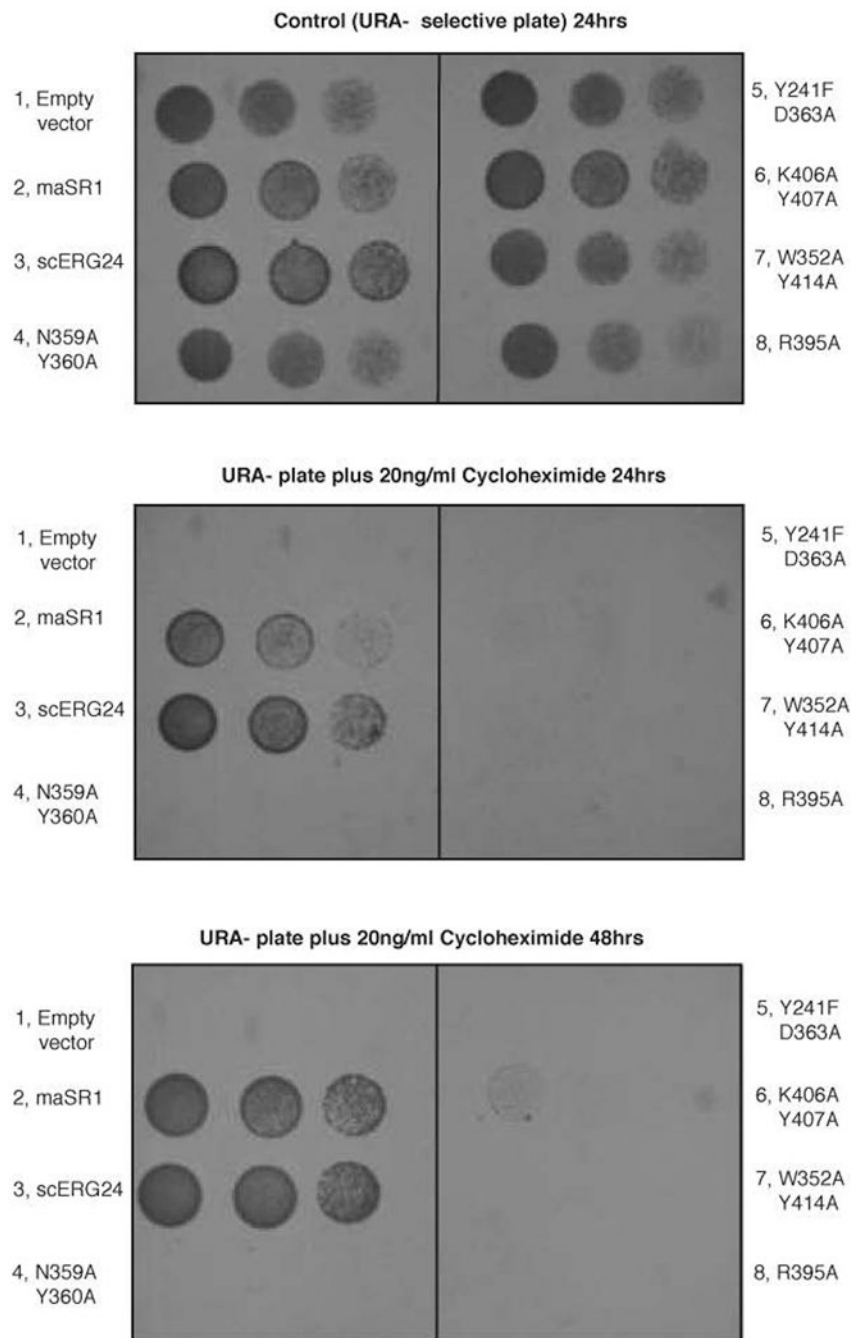 Control (URA- selective plate) 24hrs
1, Empty
vector
2, maSR1
3, scERG24
4, N359A
Y360A
5, Y241F
D363A
6, K406A
Y407A
7, W352A
Y414A
8, R395A
URA- plate plus 20ng/ml Cycloheximide 24hrs
1, Empty
vector
2, maSR1
3, scERG24
4, N359A
Y360A
5, Y241F
D363A
6, K406A
Y407A
7, W352A
Y414A
8, R395A
URA- plate plus 20ng/ml Cycloheximide 48hrs
1, Empty
vector
2, maSR1
3, scERG24
4, N359A
Y360A
5, Y241F
D363A
6, K406A
Y407A
7, W352A
Y414A
8, R395A